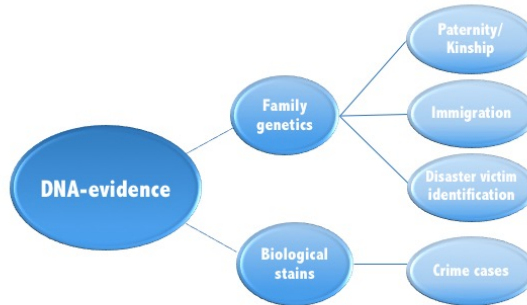 Paternity/
Kinship
Family
genetics
Immigration
DNA-evidence
Disaster victim
identification
Biological
stains
Crime cases